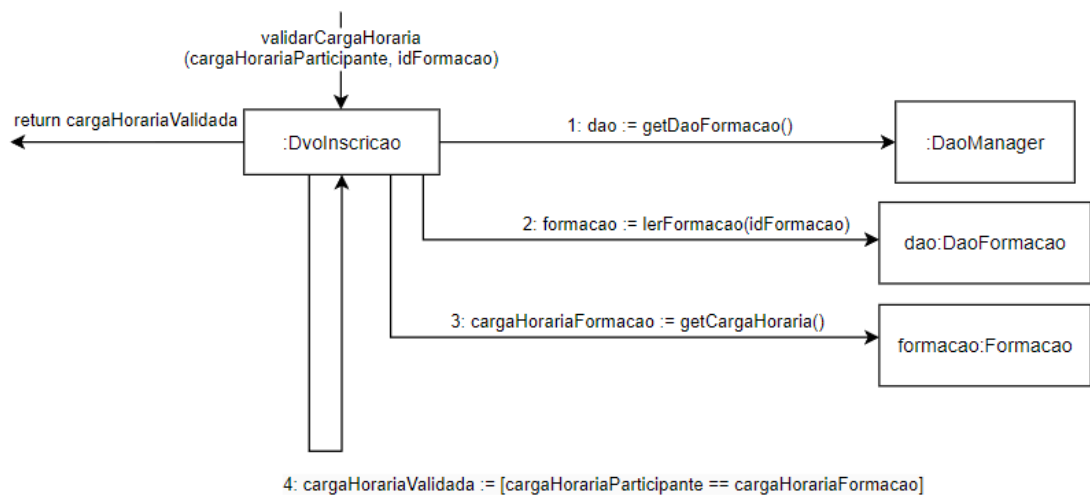 validarCargaHoraria
(cargaHorariaParticipante, idFormacao)
return cargaHorariaValidada
:DvoInscricao
1: dao := getDaoFormacao()
:DaoManager
2: formacao := lerFormacao(idFormacao)
dao:DaoFormacao
3: cargaHorariaFormacao := getCargaHoraria()
formacao:Formacao
4: cargaHorariaValidada := [cargaHorariaParticipante == cargaHorariaFormacao]